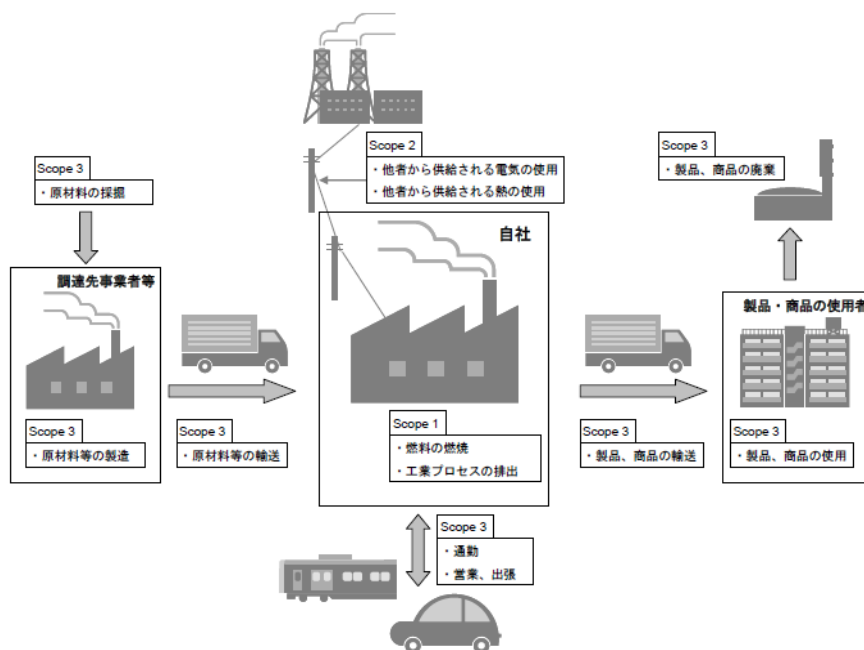 Scope 3
・原材料の採掘
調達先事業者等
Scope 3
・原材料等の製造
Scope 3
・原材料等の輸送
Scope 2
・他者から供給される電気の使用
・他者から供給される熱の使用
自社
Scope 1
・燃料の燃焼
・工業プロセスの排出
Scope 3
・通勤
・営業、出張
Scope 3
・製品、商品の輸送
製品・商品の使用者
Scope 3
・製品、商品の使用
Scope 3
・製品、商品の廃棄